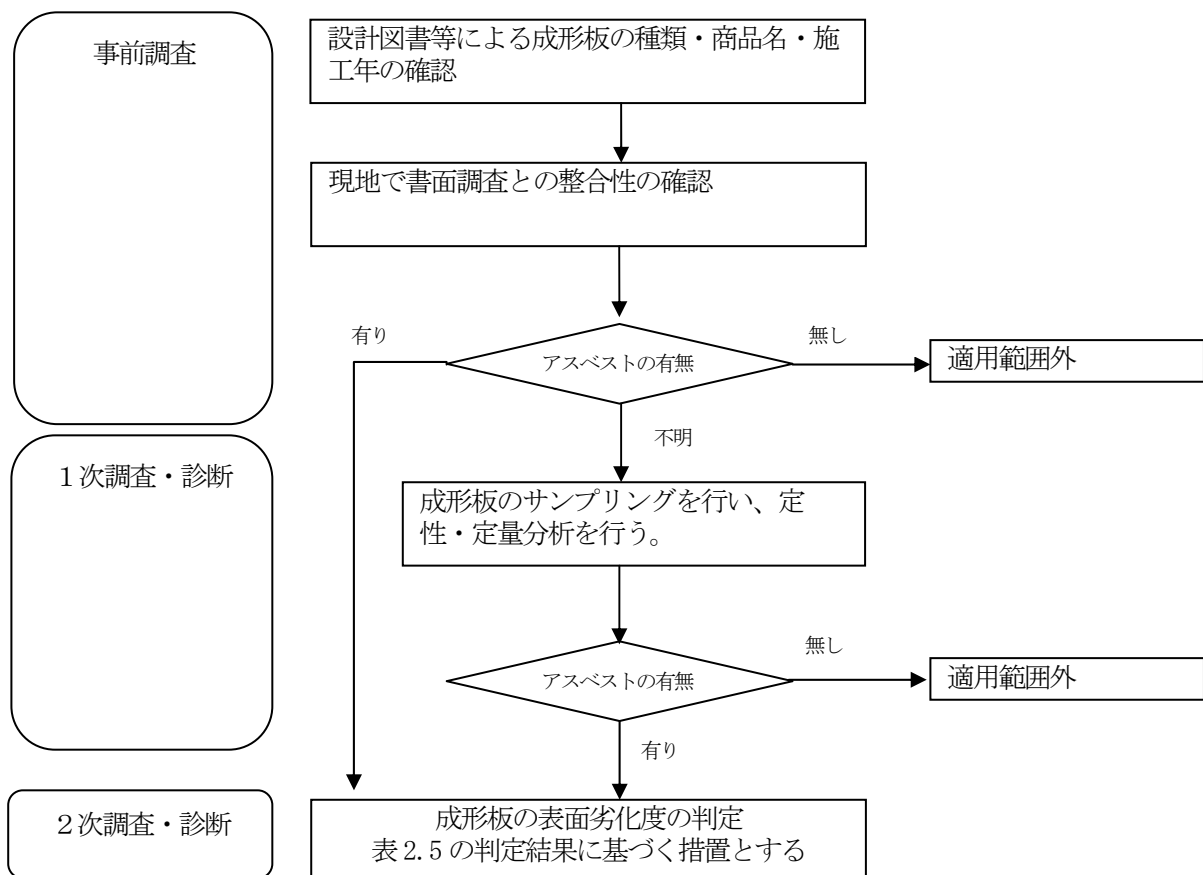 事前調査
設計図書等による成形板の種類・商品名・施
工年の確認
現地で書面調査との整合性の確認
有り
アスベストの有無
無し
適用範囲外
不明
1次調査・診断
成形板のサンプリングを行い、定
性・定量分析を行う。
アスベストの有無
無し
適用範囲外
有り
2次調査・診断
成形板の表面劣化度の判定
表2.5の判定結果に基づく措置とする